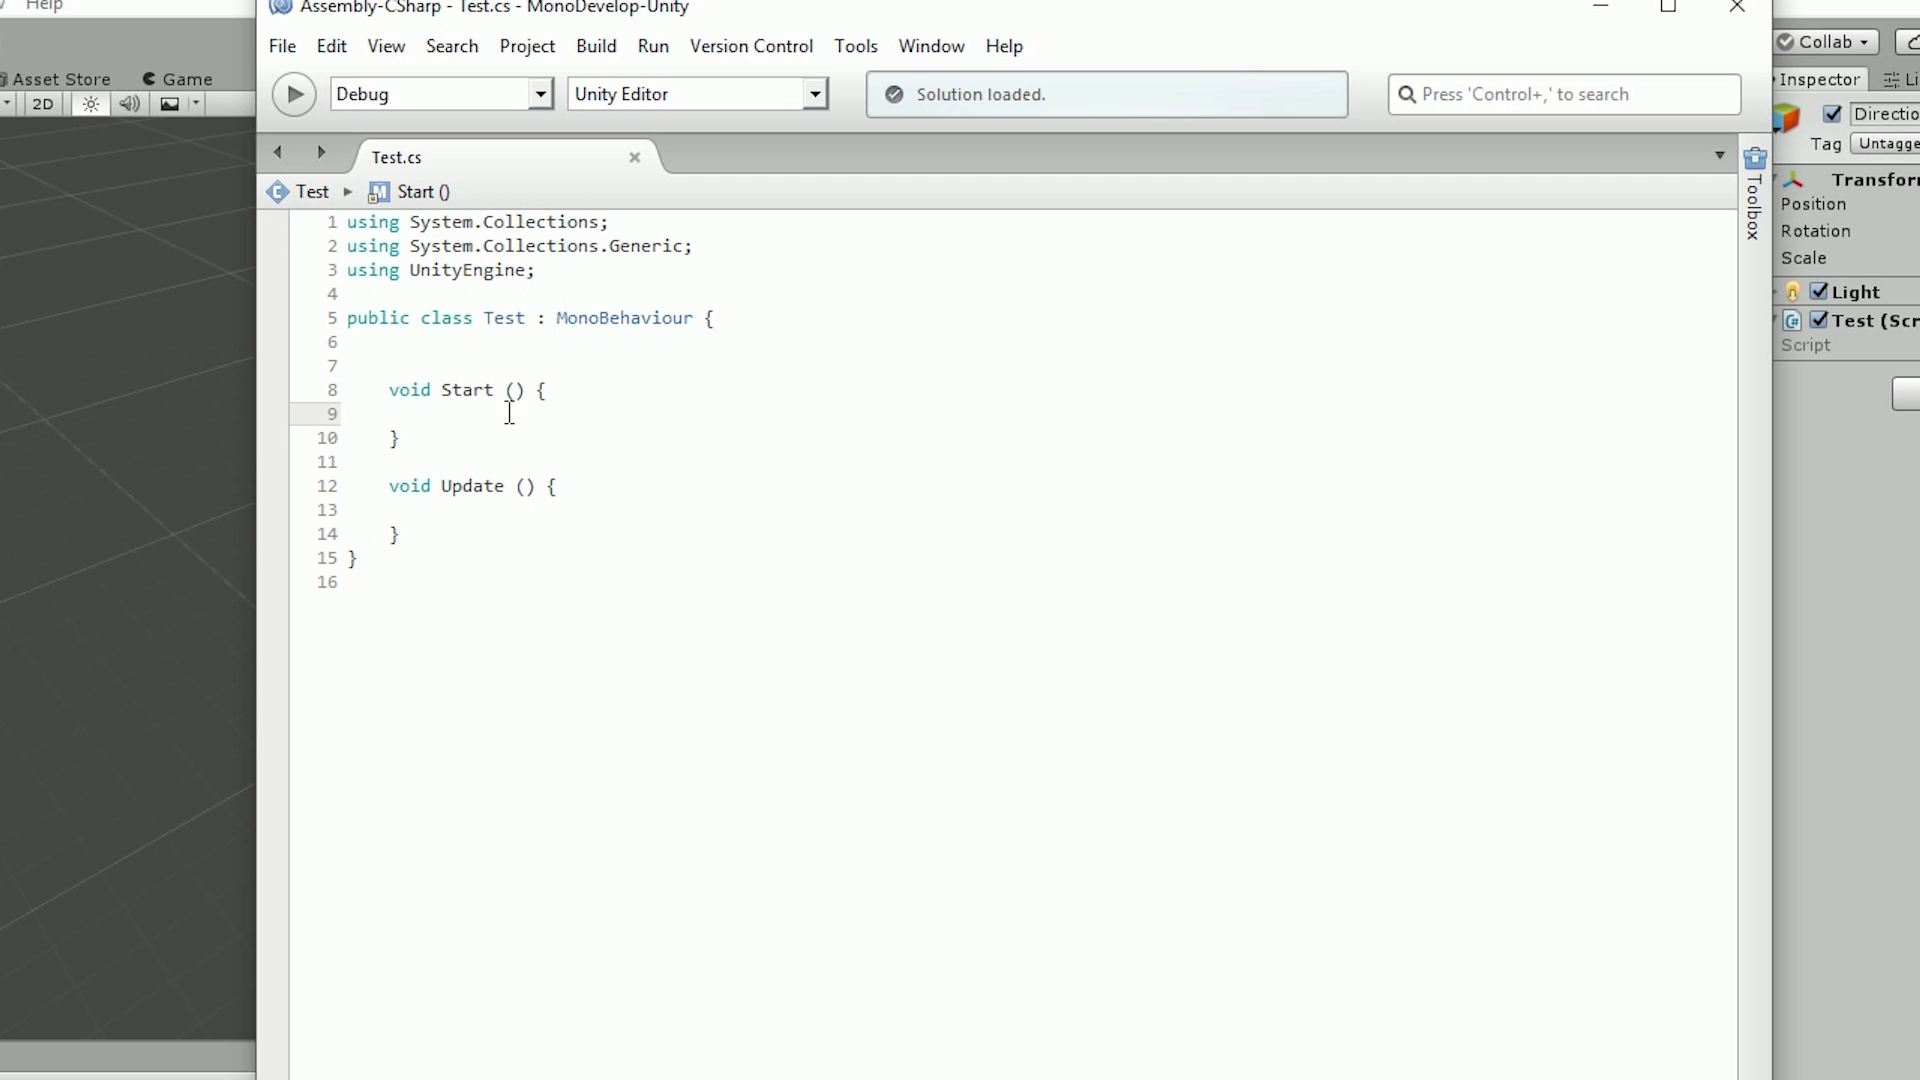 Help
Assembly-CSharp - Test.cs - MonoDevelop-Unity
File Edit View Search Project Build Run Version Control Tools Window Help
Collab
Asset Store Game
Inspector
2D
Debug Unity Editor Solution loaded. Press 'Control+,' to search
Tag
Test.cs
Toolbox
Test Start ()
1 using System.Collections;
2 using System.Collections.Generic;
3 using UnityEngine;
4
5 public class Test : MonoBehaviour {
6
7
8 void Start () {
9
10 }
11
12 void Update () {
13
14 }
15 }
16
Position
Rotation
Scale
Light
Test (Scr
Script
Directio
Untagge
Transfor
Li